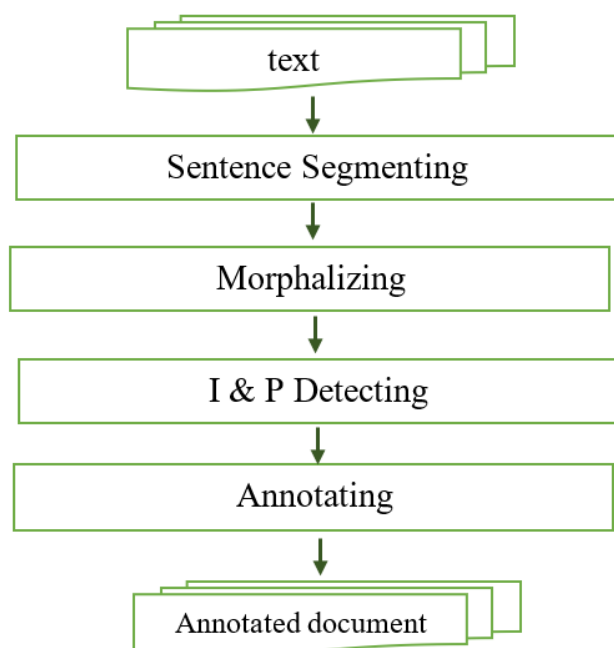 text
Sentence Segmenting
Morphalizing
I & P Detecting
Annotating
Annotated document